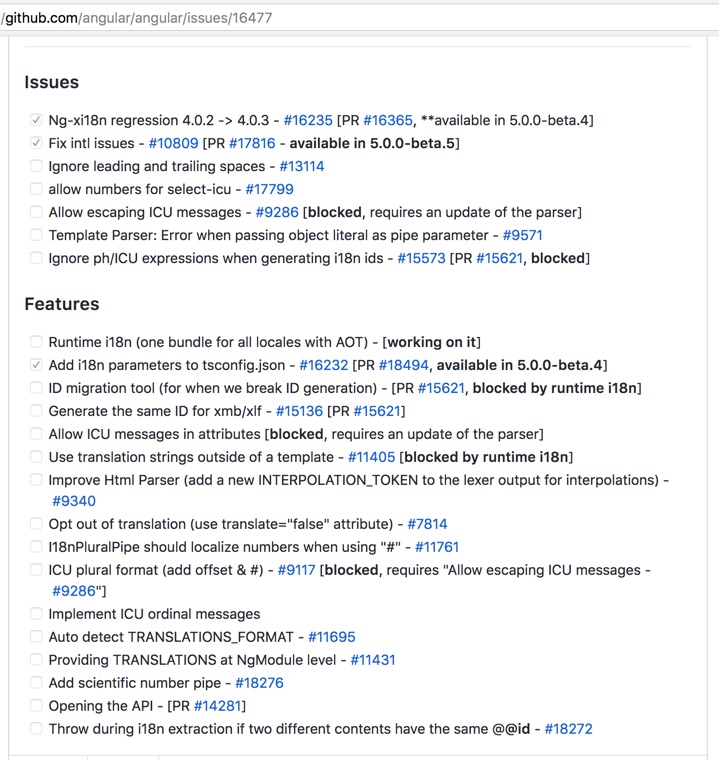 /github.com/angular/angular/issues/16477
Issues
Ng-xi18n regression 4.0.2 -> 4.0.3 - #16235 [PR #16365, **available in 5.0.0-beta.4]
Fix intl issues - #10809 [PR #17816 - available in 5.0.0-beta.5]
Ignore leading and trailing spaces - #13114
allow numbers for select-icu - #17799
Allow escaping ICU messages - #9286 [blocked, requires an update of the parser]
Template Parser: Error when passing object literal as pipe parameter - #9571
Ignore ph/ICU expressions when generating i18n ids - #15573 [PR #15621, blocked]
Features
Runtime i18n (one bundle for all locales with AOT) - [working on it]
Add i18n parameters to tsconfig.json - #16232 [PR #18494, available in 5.0.0-beta.4]
ID migration tool (for when we break ID generation) - [PR #15621, blocked by runtime i18n]
Generate the same ID for xmb/xlf - #15136 [PR #15621]
Allow ICU messages in attributes [blocked, requires an update of the parser]
Use translation strings outside of a template - #11405 [blocked by runtime i18n]
Improve Html Parser (add a new INTERPOLATION_TOKEN to the lexer output for interpolations) -
#9340
Opt out of translation (use translate="false" attribute) - #7814
I18nPluralPipe should localize numbers when using "#" - #11761
ICU plural format (add offset & #) - #9117 [blocked, requires "Allow escaping ICU messages -
#9286"]
Implement ICU ordinal messages
Auto detect TRANSLATIONS_FORMAT - #11695
Providing TRANSLATIONS at NgModule level - #11431
Add scientific number pipe - #18276
Opening the API - [PR #14281]
Throw during i18n extraction if two different contents have the same @@id - #18272